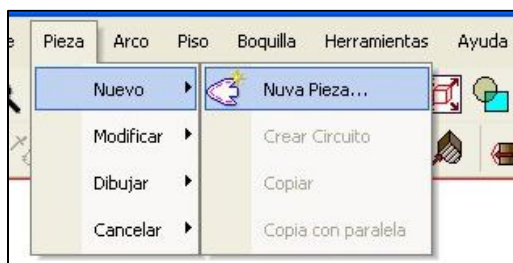 Pieza Arco Piso Boquilla Herramientas Ayuda
Nuevo Nuva Pieza...
Modificar Crear Circuito
Dibujar Copiar
Cancelar Copia con paralela